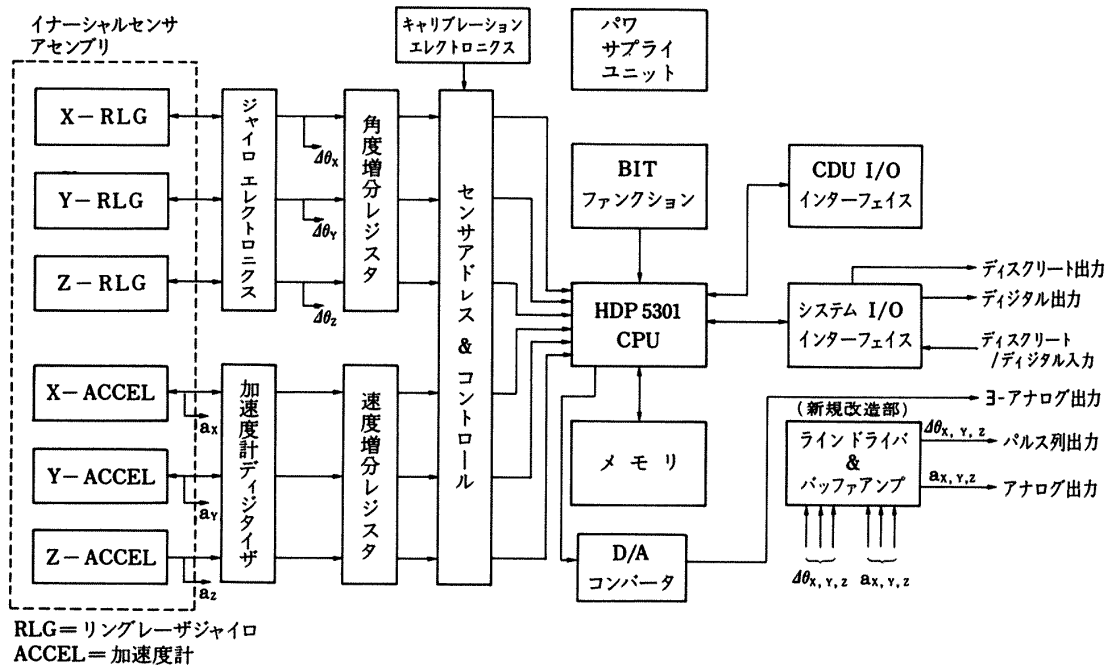 イナーシャルセンサ
アセンブリ
キャリブレーション
エレクトロニクス
パワ
サプライ
ユニット
X－RLG
Y－RLG
Z－RLG
X－ACCEL
Y－ACCEL
Z－ACCEL
aX
aY
aZ
ジャイロ エレクトロニクス
加速度計ディジタイザ
ΔθX
ΔθY
ΔθZ
角度増分レジスタ
速度増分レジスタ
センサアドレス & コントロール
BIT
ファンクション
HDP 5301
CPU
メモリ
D/A
コンバータ
CDU I/O
インターフェイス
システム I/O
インターフェイス
ディスクリート出力
ディジタル出力
ディスクリート
/ディジタル入力
ヨ-アナログ出力
(新規改造部)
ライン ドライバ
&
バッファアンプ
ΔθX, Y, Z
パルス列出力
aX, Y, Z
アナログ出力
ΔθX, Y, Z
aX, Y, Z
RLG＝リングレーザジャイロ
ACCEL＝加速度計